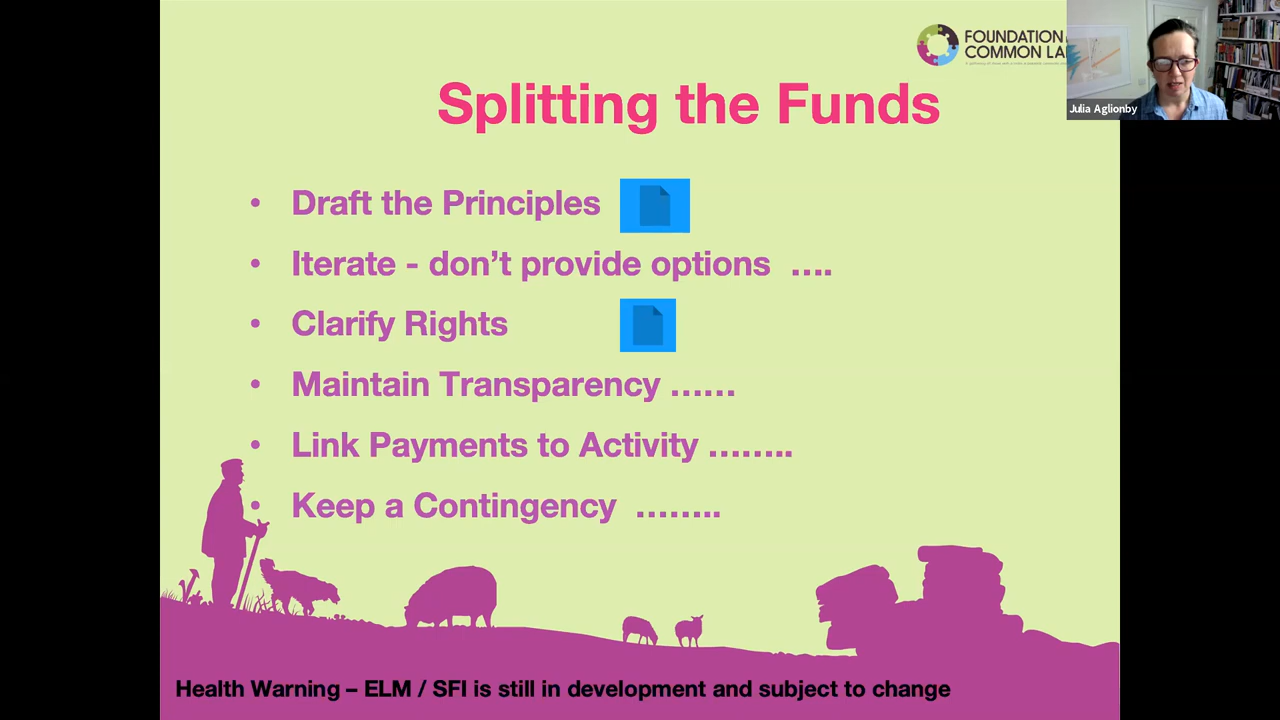 FOUNDATION
COMMON LA
Julia Aglionby
Splitting the Funds
• Draft the Principles
• Iterate - don’t provide options ….
• Clarify Rights
• Maintain Transparency ……
• Link Payments to Activity ……..
• Keep a Contingency ……..
Health Warning – ELM / SFI is still in development and subject to change